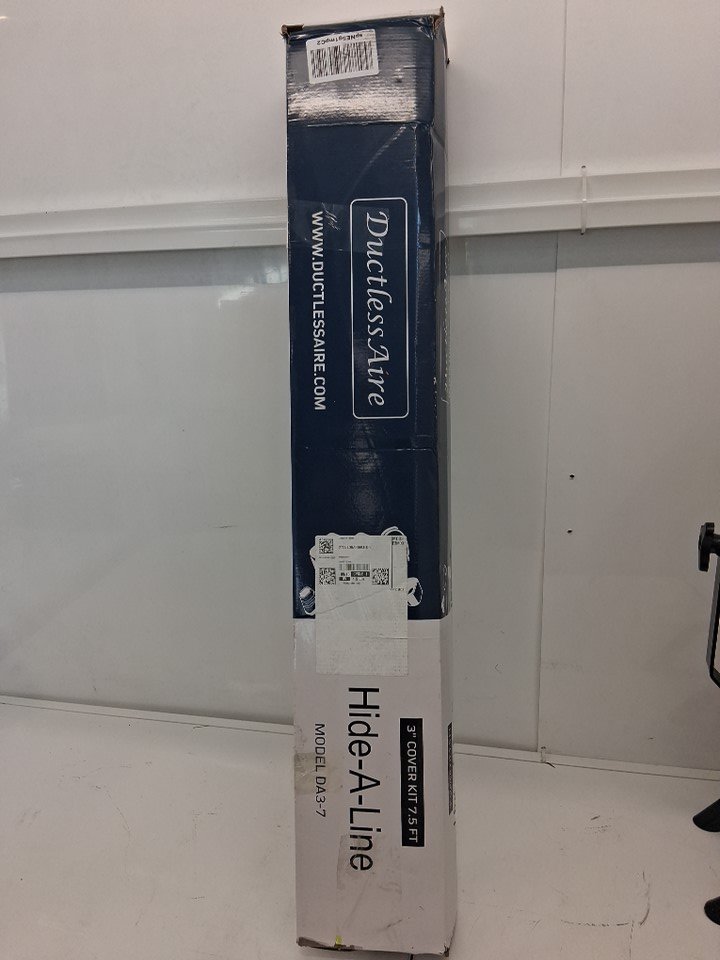 DuctlessAire
WWW.DUCTLESSAIRE.COM
3" COVER KIT 7.5 FT
Hide-A-Line
MODEL DA3-7